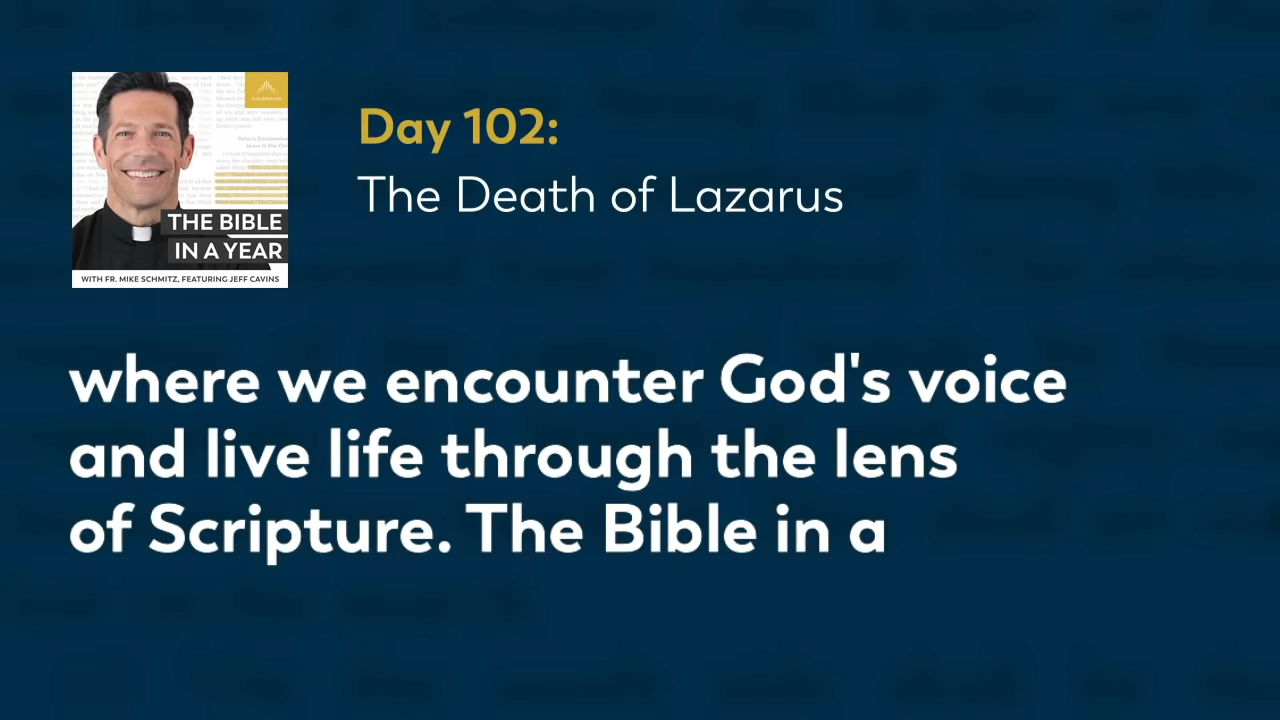 Day 102:
The Death of Lazarus
THE BIBLE
IN A YEAR
WITH FR. MIKE SCHMITZ, FEATURING JEFF CAVINS
where we encounter God's voice
and live life through the lens
of Scripture. The Bible in a